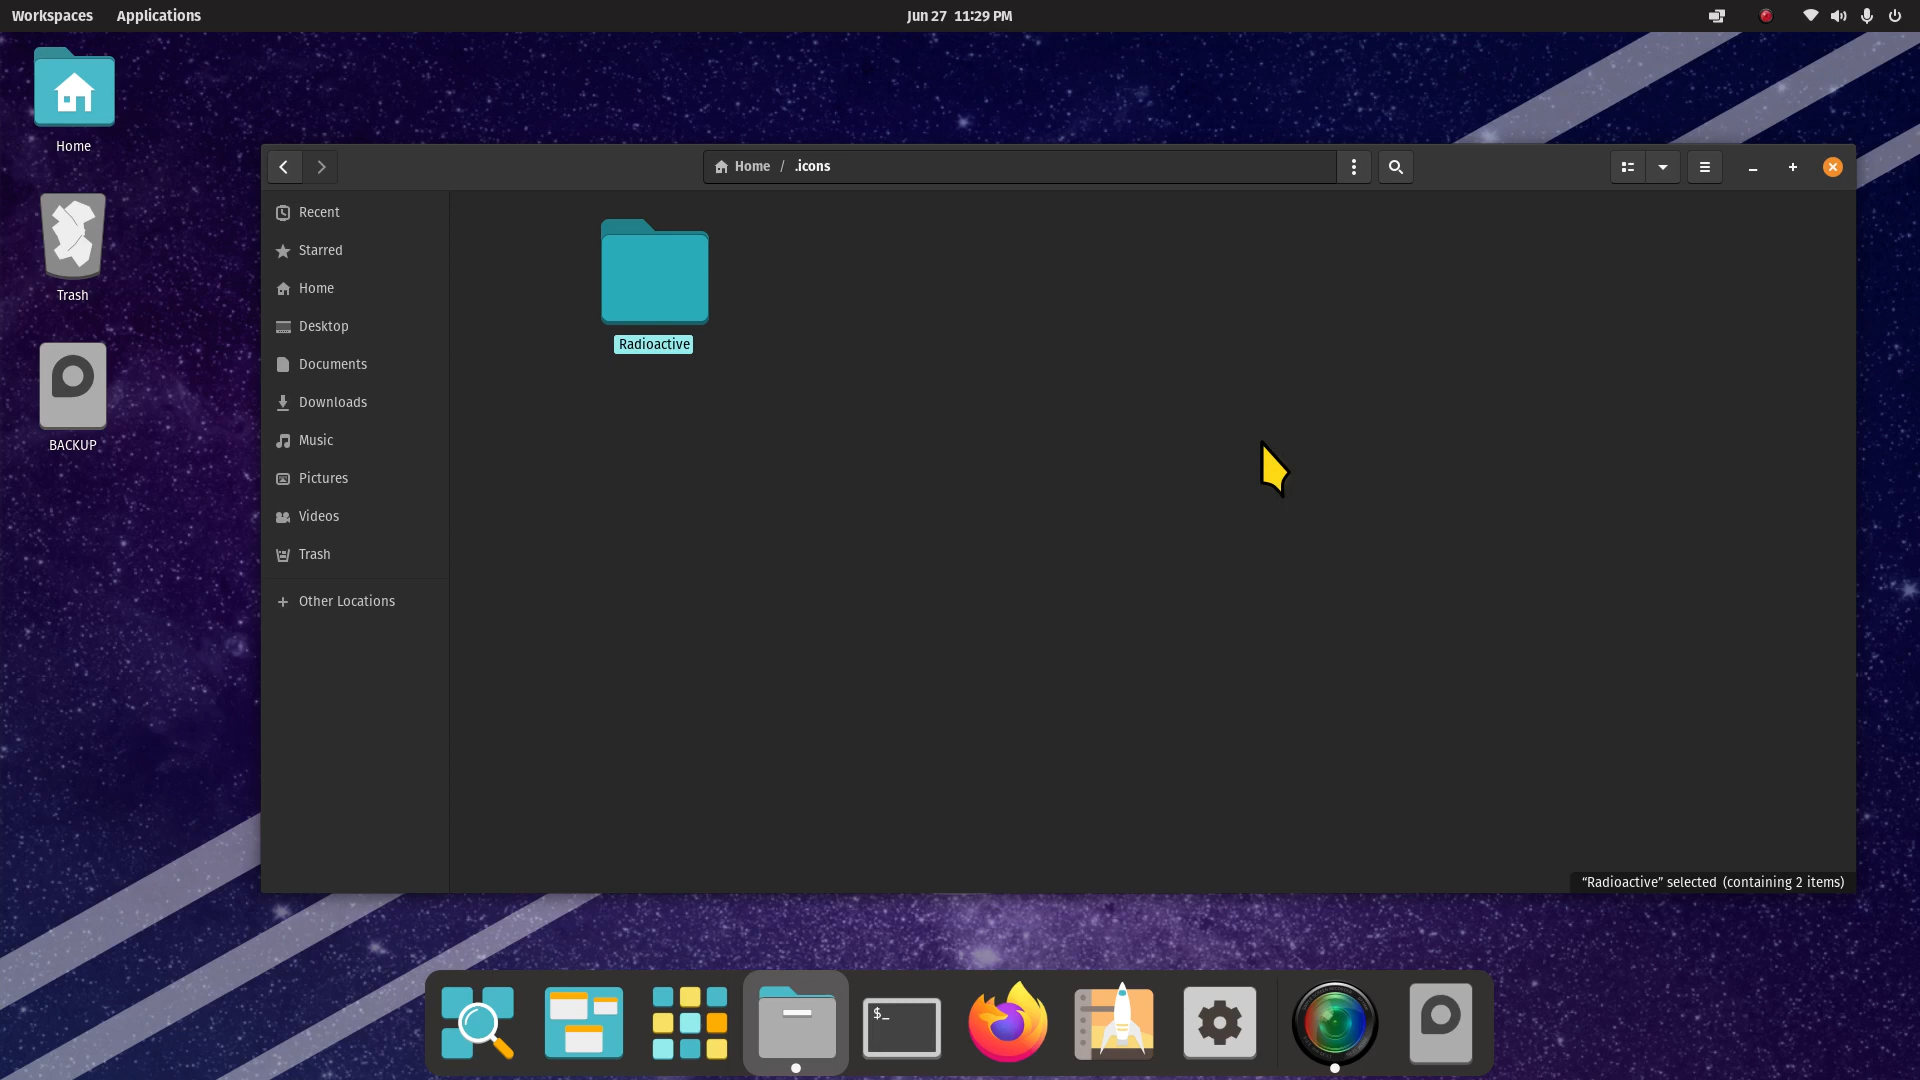 Workspaces Applications Jun 27 11:29 PM
Home
Trash
BACKUP
Home / .icons
Recent
Starred
Home
Desktop
Documents
Downloads
Music
Pictures
Videos
Trash
Other Locations
Radioactive
“Radioactive” selected (containing 2 items)
$_